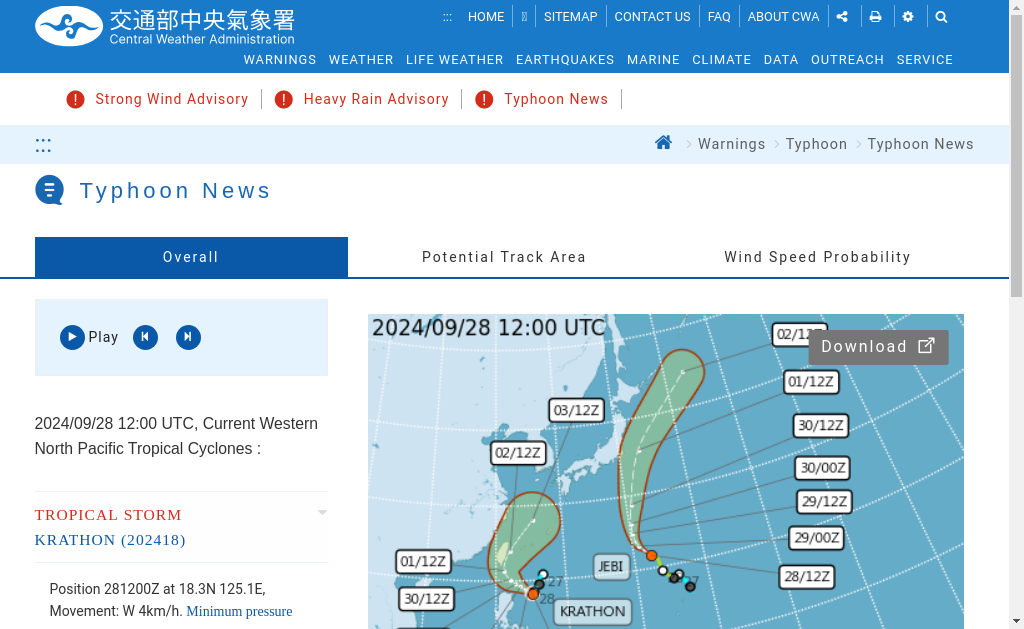 交通部中央氣象署
Central Weather Administration
::: HOME SITEMAP CONTACT US FAQ ABOUT CWA
WARNINGS WEATHER LIFE WEATHER EARTHQUAKES MARINE CLIMATE DATA OUTREACH SERVICE
Strong Wind Advisory Heavy Rain Advisory Typhoon News
::: Warnings Typhoon Typhoon News
Typhoon News
Overall Potential Track Area Wind Speed Probability
Play
2024/09/28 12:00 UTC, Current Western
North Pacific Tropical Cyclones :
TROPICAL STORM
KRATHON (202418)
Position 281200Z at 18.3N 125.1E,
Movement: W 4km/h. Minimum pressure
2024/09/28 12:00 UTC
Download
01/12Z
03/12Z
30/12Z
02/12Z
30/00Z
29/12Z
29/00Z
01/12Z
JEBI
28/12Z
27
30/12Z
28
KRATHON